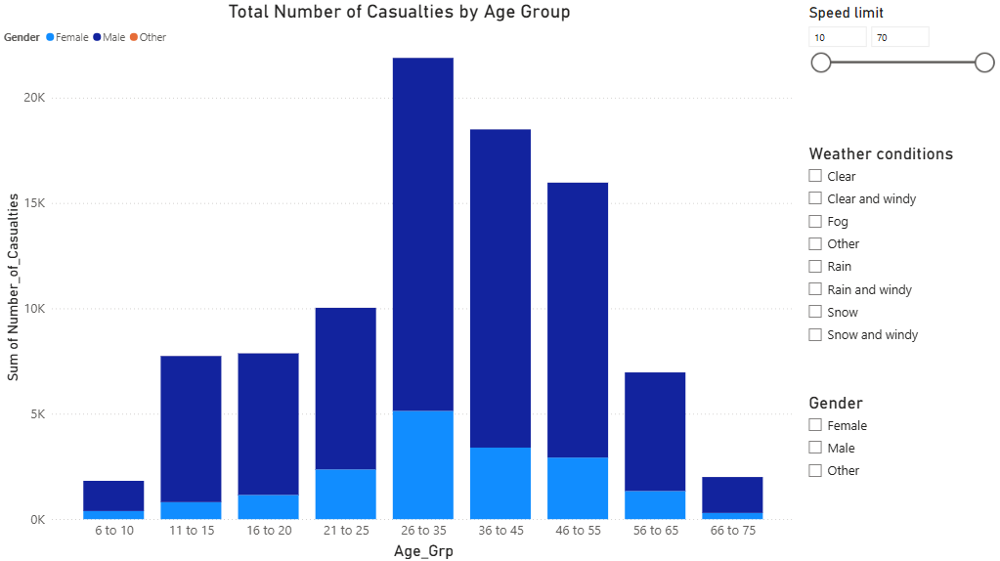 Total Number of Casualties by Age Group
Gender Female Male Other
20K
15K
10K
5K
0K
Sum of Number_of_Casualties
6 to 10 11 to 15 16 to 20 21 to 25 26 to 35 36 to 45 46 to 55 56 to 65 66 to 75
Age_Grp
Speed limit
10 70
Weather conditions
Clear
Clear and windy
Fog
Other
Rain
Rain and windy
Snow
Snow and windy
Gender
Female
Male
Other